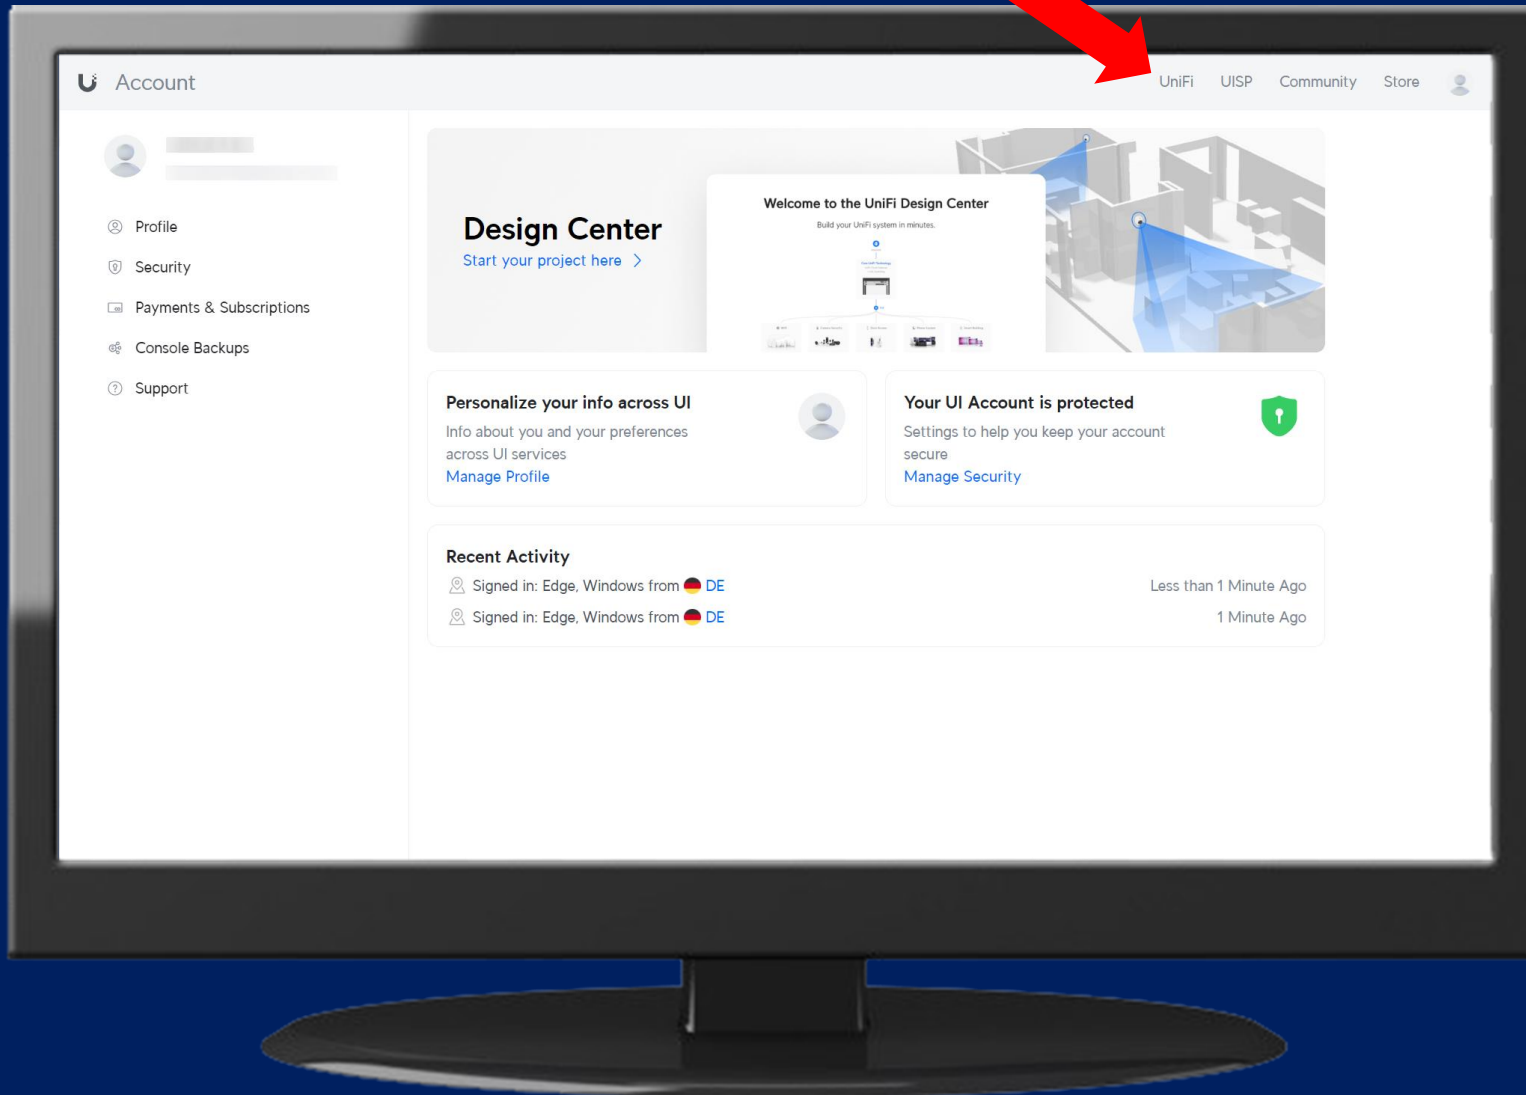 Account
UniFi UISP Community Store
Profile
Security
Payments & Subscriptions
Console Backups
Support
Design Center
Start your project here
Welcome to the UniFi Design Center
Build your UniFi system in minutes.
Personalize your info across UI
Info about you and your preferences
across UI services
Manage Profile
Your UI Account is protected
Settings to help you keep your account
secure
Manage Security
Recent Activity
Signed in: Edge, Windows from DE
Less than 1 Minute Ago
Signed in: Edge, Windows from DE
1 Minute Ago